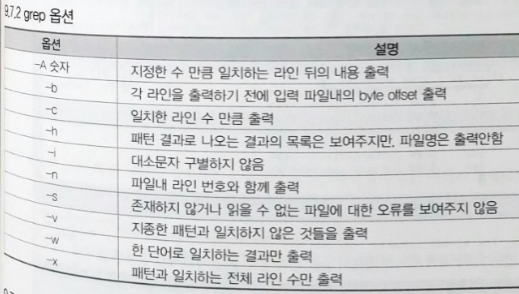 9.7.2 grep 옵션
옵션 설명
-A 숫자 지정한 수 만큼 일치하는 라인 뒤의 내용 출력
-b 각 라인을 출력하기 전에 입력 파일내의 byte offset 출력
-c 일치한 라인 수 만큼 출력
-h 패턴 결과로 나오는 결과의 목록은 보여주지만, 파일명은 출력안함
-i 대소문자 구별하지 않음
-n 파일내 라인 번호와 함께 출력
-s 존재하지 않거나 읽을 수 없는 파일에 대한 오류를 보여주지 않음
-v 지종한 패턴과 일치하지 않은 것들을 출력
-w 한 단어로 일치하는 결과만 출력
-x 패턴과 일치하는 전체 라인 수만 출력